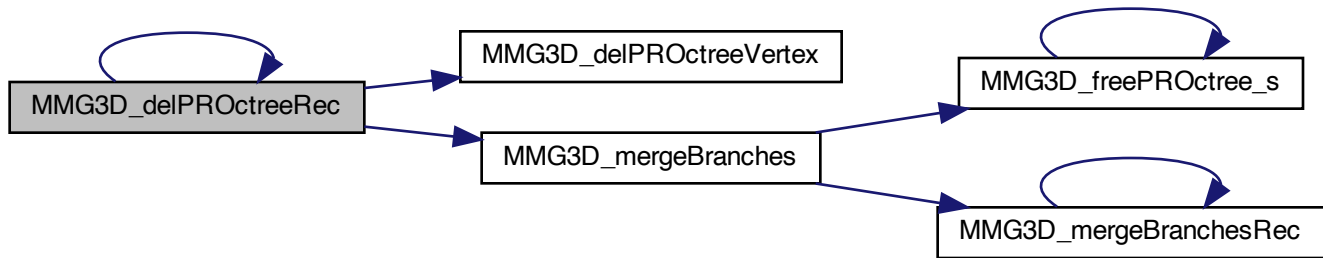 MMG3D_delPROctreeRec
MMG3D_delPROctreeVertex
MMG3D_mergeBranches
MMG3D_freePROctree_s
MMG3D_mergeBranchesRec